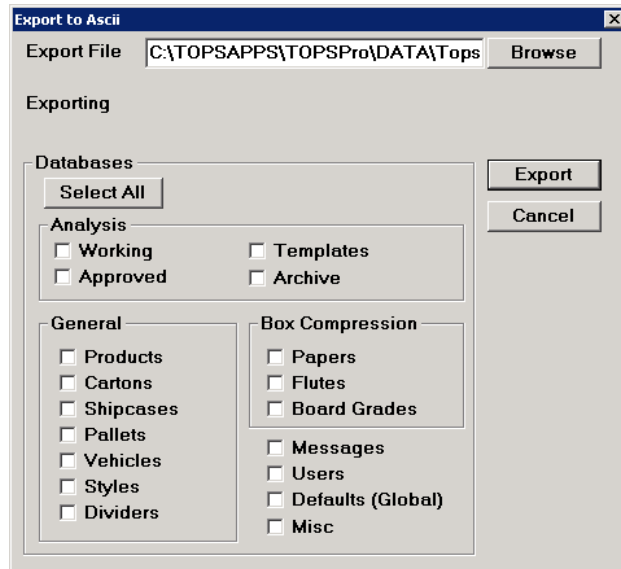 Export to Ascii
Export File C:\TOPSAPPS\TOPSPro\DATA\Tops Browse
Exporting
Databases
Select All
Export
Cancel
Analysis
Working Templates
Approved Archive
General
Products
Cartons
Shipcases
Pallets
Vehicles
Styles
Dividers
Box Compression
Papers
Flutes
Board Grades
Messages
Users
Defaults (Global)
Misc